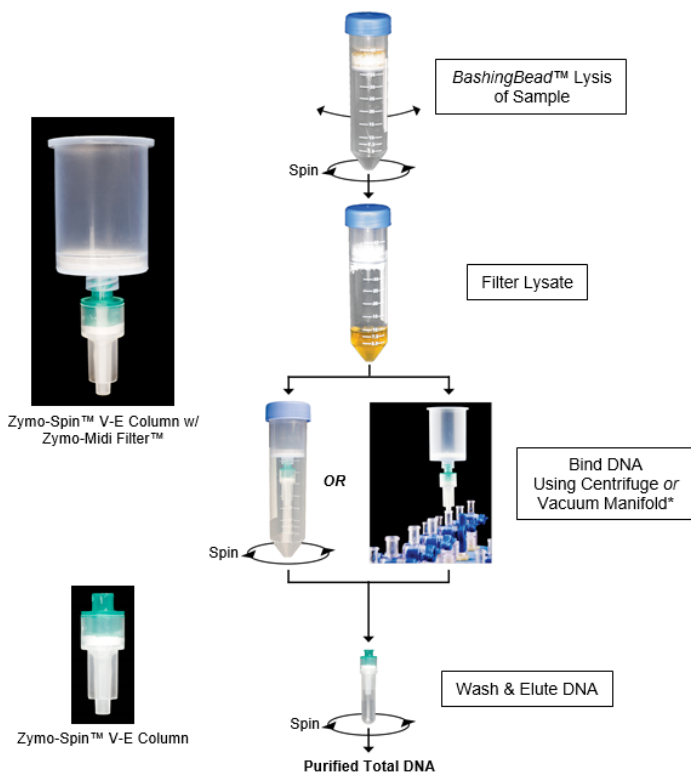 BashingBead™ Lysis
of Sample
Spin
Filter Lysate
Zymo-Spin™ V-E Column w/
Zymo-Midi Filter™
OR
Bind DNA
Using Centrifuge or
Vacuum Manifold*
Spin
Wash & Elute DNA
Spin
Zymo-Spin™ V-E Column
Purified Total DNA